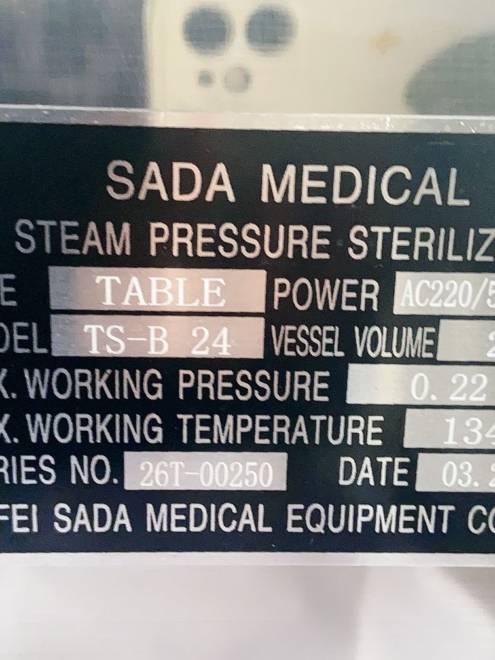 SADA MEDICAL
STEAM PRESSURE STERILIZ
E TABLE POWER AC220/5
DEL TS-B 24 VESSEL VOLUME 2
X. WORKING PRESSURE 0.22
X. WORKING TEMPERATURE 134
RIES NO. 26T-00250 DATE 03.2
FEI SADA MEDICAL EQUIPMENT CO